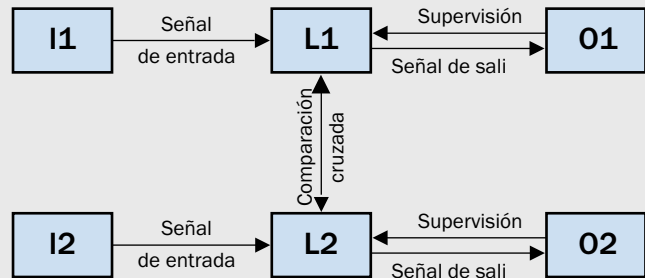 I1
Señal
de entrada
L1
Supervisión
Señal de sali
O1
Comparación
cruzada
I2
Señal
de entrada
L2
Supervisión
Señal de sali
O2